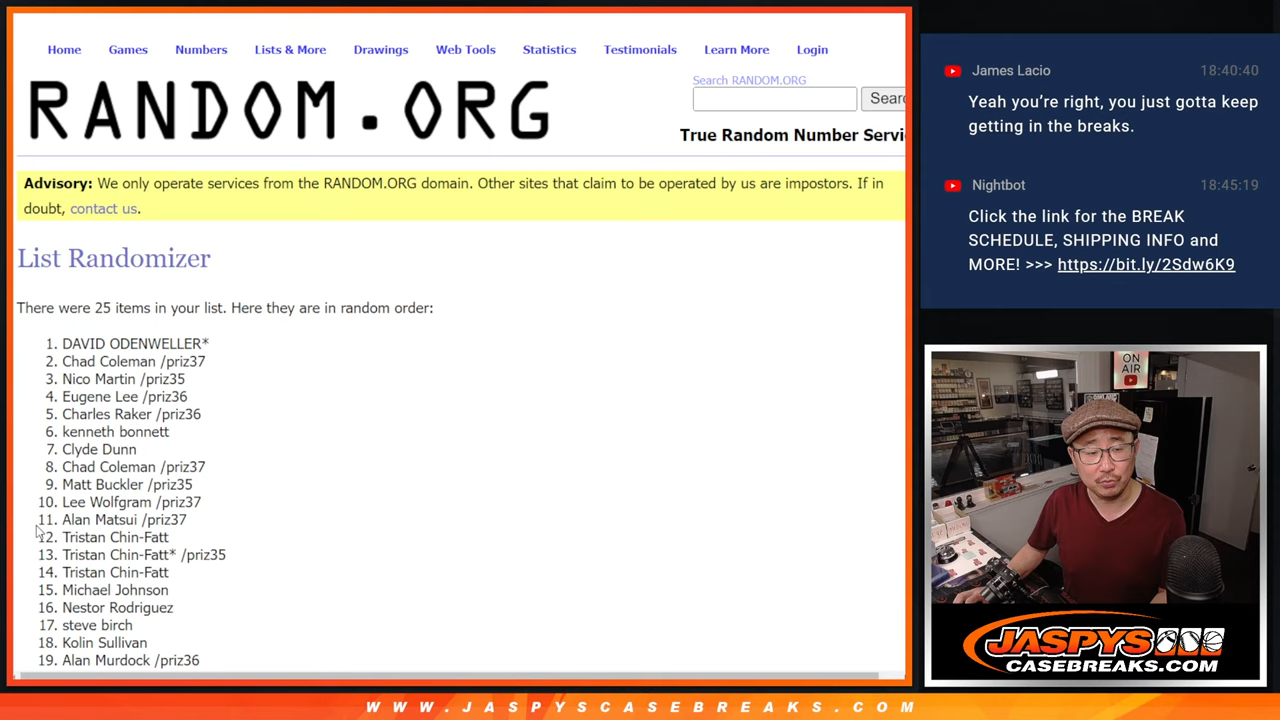 Home Games Numbers Lists & More Drawings Web Tools Statistics Testimonials Learn More Login
RANDOM.ORG
Search RANDOM.ORG
Searc
True Random Number Servi
Advisory: We only operate services from the RANDOM.ORG domain. Other sites that claim to be operated by us are impostors. If in
doubt, contact us.
List Randomizer
There were 25 items in your list. Here they are in random order:
1. DAVID ODENWELLER*
2. Chad Coleman /priz37
3. Nico Martin /priz35
4. Eugene Lee /priz36
5. Charles Raker /priz36
6. kenneth bonnett
7. Clyde Dunn
8. Chad Coleman /priz37
9. Matt Buckler /priz35
10. Lee Wolfgram /priz37
11. Alan Matsui /priz37
12. Tristan Chin-Fatt
13. Tristan Chin-Fatt* /priz35
14. Tristan Chin-Fatt
15. Michael Johnson
16. Nestor Rodriguez
17. steve birch
18. Kolin Sullivan
19. Alan Murdock /priz36
James Lacio 18:40:40
Yeah you’re right, you just gotta keep
getting in the breaks.
Nightbot 18:45:19
Click the link for the BREAK
SCHEDULE, SHIPPING INFO and
MORE! >>> https://bit.ly/2Sdw6K9
ON
AIR
JASPYS
CASEBREAKS.COM
WWW.JASPYSCASEBREAKS.COM